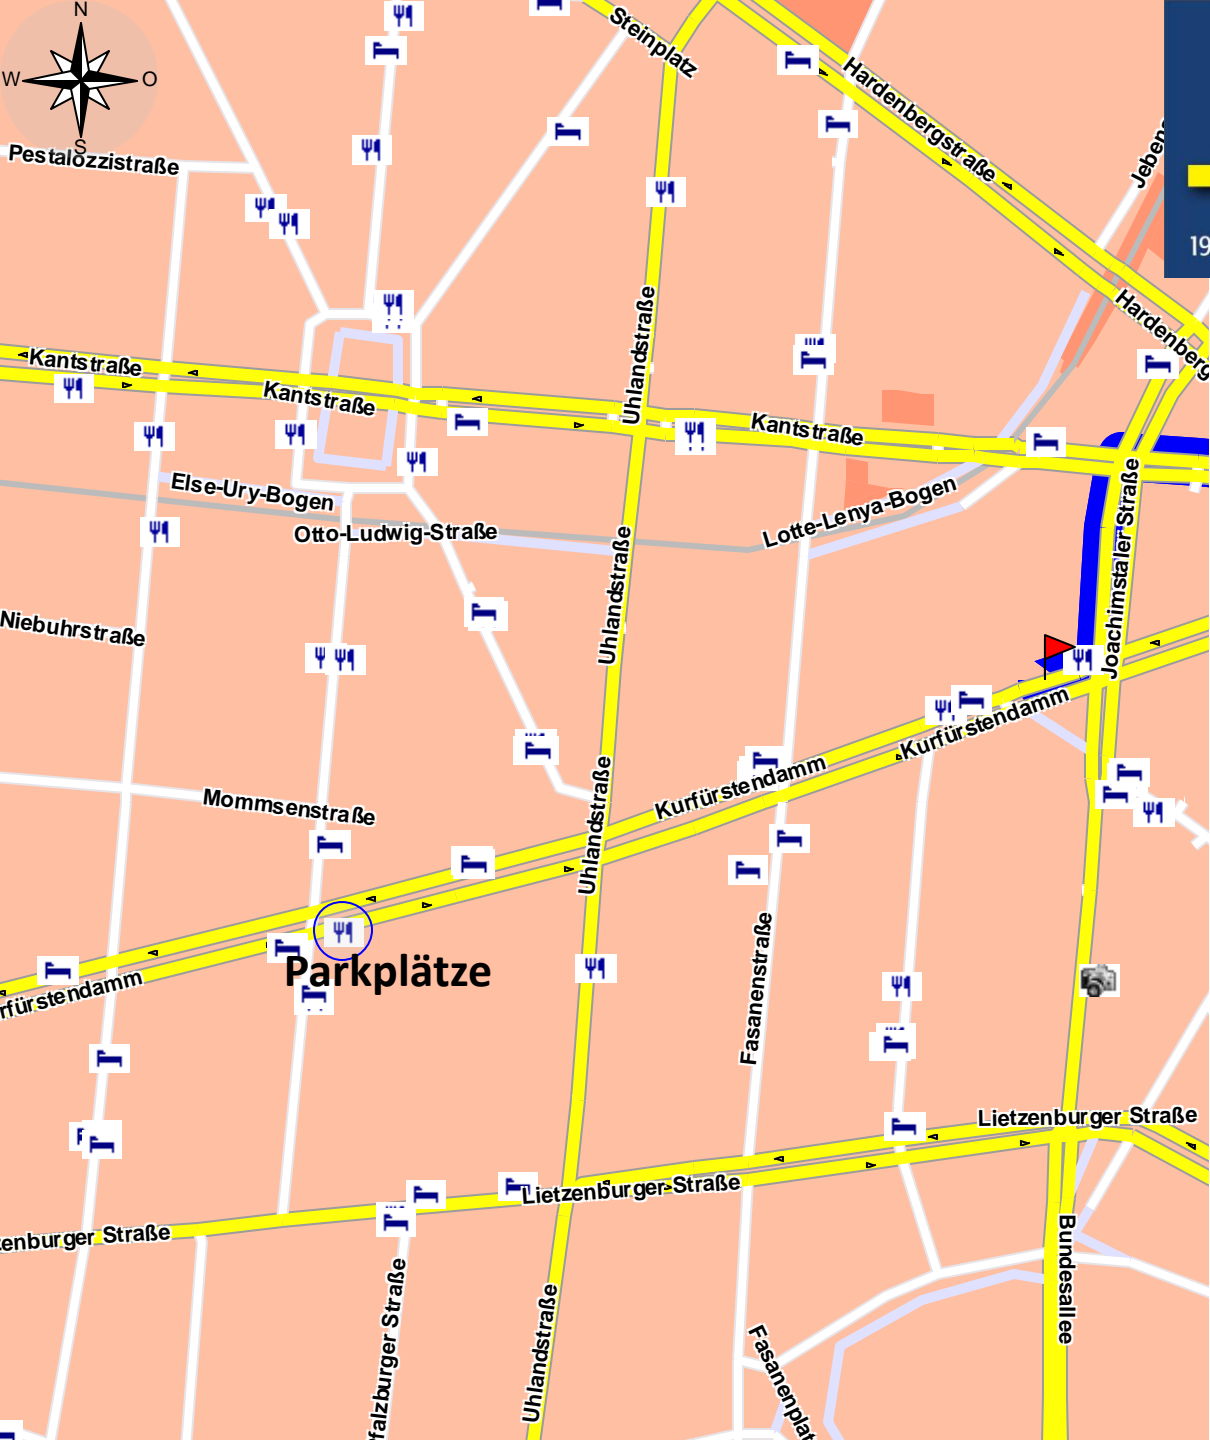 N
Steinplatz
W
O
Hardenbergstraße
S
Pestalozzistraße
Jebens
19
Hardenberg
Uhlandstraße
Kantstraße
Kantstraße
Kantstraße
Joachimstaler Straße
Else-Ury-Bogen
Lotte-Lenya-Bogen
Otto-Ludwig-Straße
Uhlandstraße
Niebuhrstraße
Kurfürstendamm
Kurfürstendamm
Uhlandstraße
Mommsenstraße
Fasanenstraße
Parkplätze
rfürstendamm
Lietzenburger Straße
Lietzenburger Straße
zenburger Straße
Bundesallee
falzburger Straße
Uhlandstraße
Fasanenplat